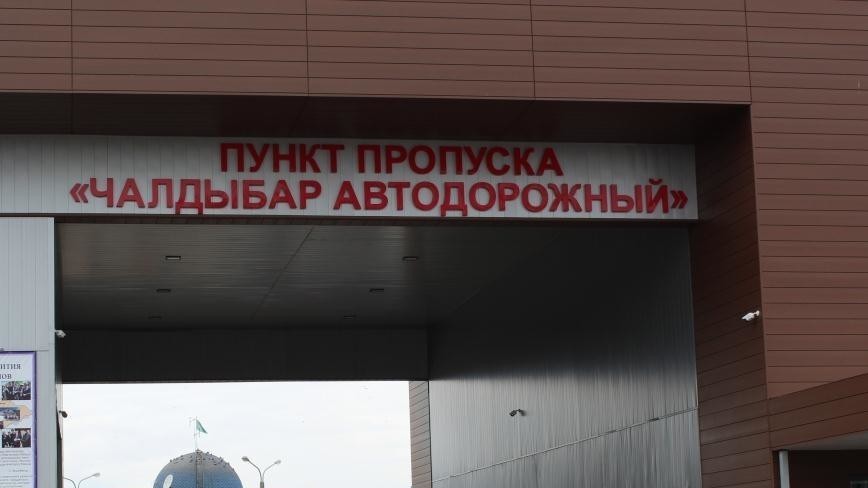 ПУНКТ ПРОПУСКА
«ЧАЛДЫБАР АВТОДОРОЖНЫЙ»